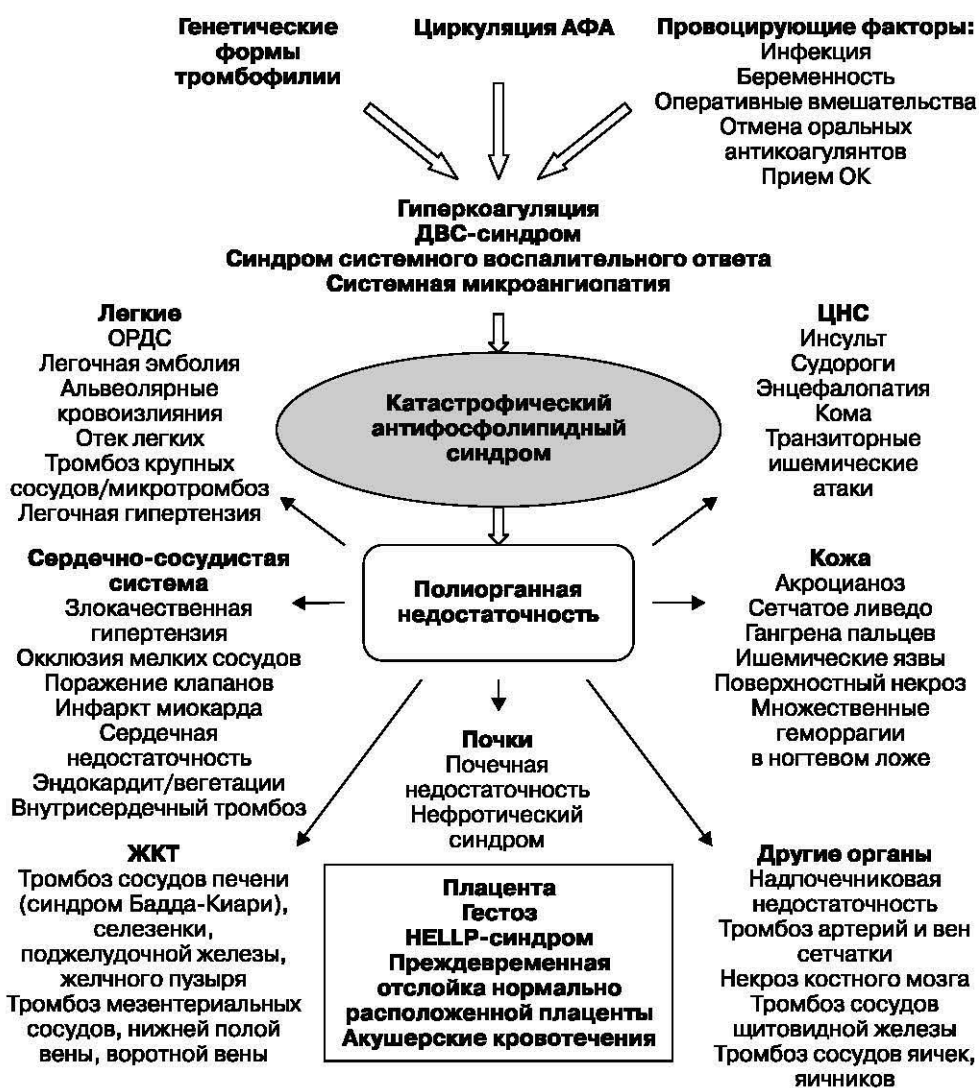 Генетические
формы
тромбофилии
Циркуляция АФА
Провоцирующие факторы:
Инфекция
Беременность
Оперативные вмешательства
Отмена оральных
антикоагулянтов
Прием ОК
Гиперкоагуляция
ДВС-синдром
Синдром системного воспалительного ответа
Системная микроангиопатия
Легкие
ОРДС
Легочная эмболия
Альвеолярные
кровоизлияния
Отек легких
Тромбоз крупных
сосудов/микротромбоз
Легочная гипертензия
Катастрофический
антифосфолипидный
синдром
ЦНС
Инсульт
Судороги
Энцефалопатия
Кома
Транзиторные
ишемические
атаки
Сердечно-сосудистая
система
Злокачественная
гипертензия
Окклюзия мелких сосудов
Поражение клапанов
Инфаркт миокарда
Сердечная
недостаточность
Эндокардит/вегетации
Внутрисердечный тромбоз
Полиорганная
недостаточность
Кожа
Акроцианоз
Сетчатое ливедо
Гангрена пальцев
Ишемические язвы
Поверхностный некроз
Множественные
геморрагии
в ногтевом ложе
Почки
Почечная
недостаточность
Нефротический
синдром
ЖКТ
Тромбоз сосудов печени
(синдром Бадда-Киари),
селезенки,
поджелудочной железы,
желчного пузыря
Тромбоз мезентериальных
сосудов, нижней полой
вены, воротной вены
Плацента
Гестоз
HELLP-синдром
Преждевременная
отслойка нормально
расположенной плаценты
Акушерские кровотечения
Другие органы
Надпочечниковая
недостаточность
Тромбоз артерий и вен
сетчатки
Некроз костного мозга
Тромбоз сосудов
щитовидной железы
Тромбоз сосудов яичек,
яичников